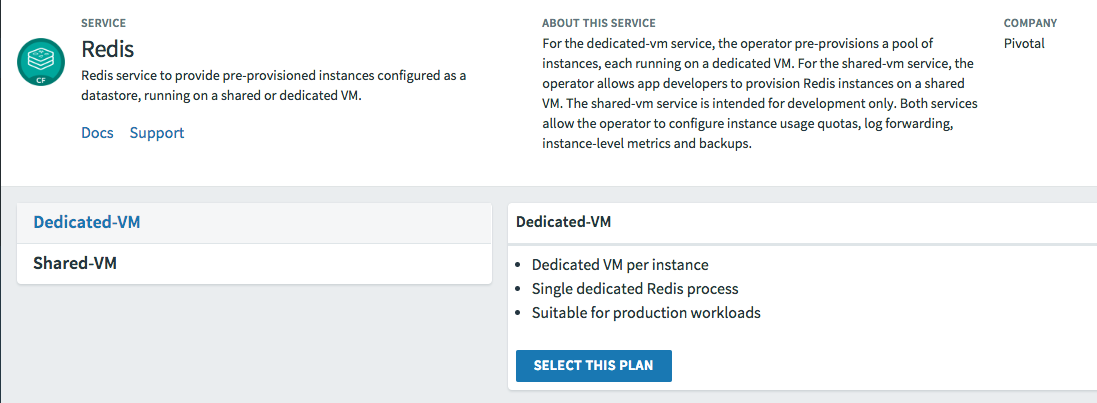 SERVICE
Redis
Redis service to provide pre-provisioned instances configured as a
datastore, running on a shared or dedicated VM.
Docs Support
CF
ABOUT THIS SERVICE
For the dedicated-vm service, the operator pre-provisions a pool of
instances, each running on a dedicated VM. For the shared-vm service, the
operator allows app developers to provision Redis instances on a shared
VM. The shared-vm service is intended for development only. Both services
allow the operator to configure instance usage quotas, log forwarding,
instance-level metrics and backups.
COMPANY
Pivotal
Dedicated-VM
Shared-VM
Dedicated-VM
• Dedicated VM per instance
• Single dedicated Redis process
• Suitable for production workloads
SELECT THIS PLAN